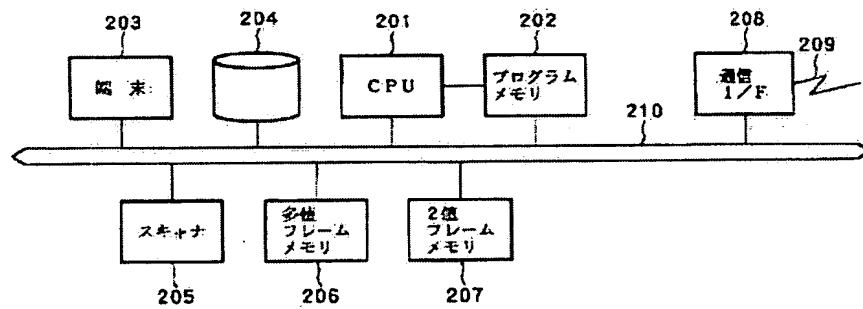 203
204
201
202
208
209
端末
CPU
プログラム
メモリ
通信
I/F
210
スキャナ
多値
フレーム
メモリ
2値
フレーム
メモリ
205
206
207